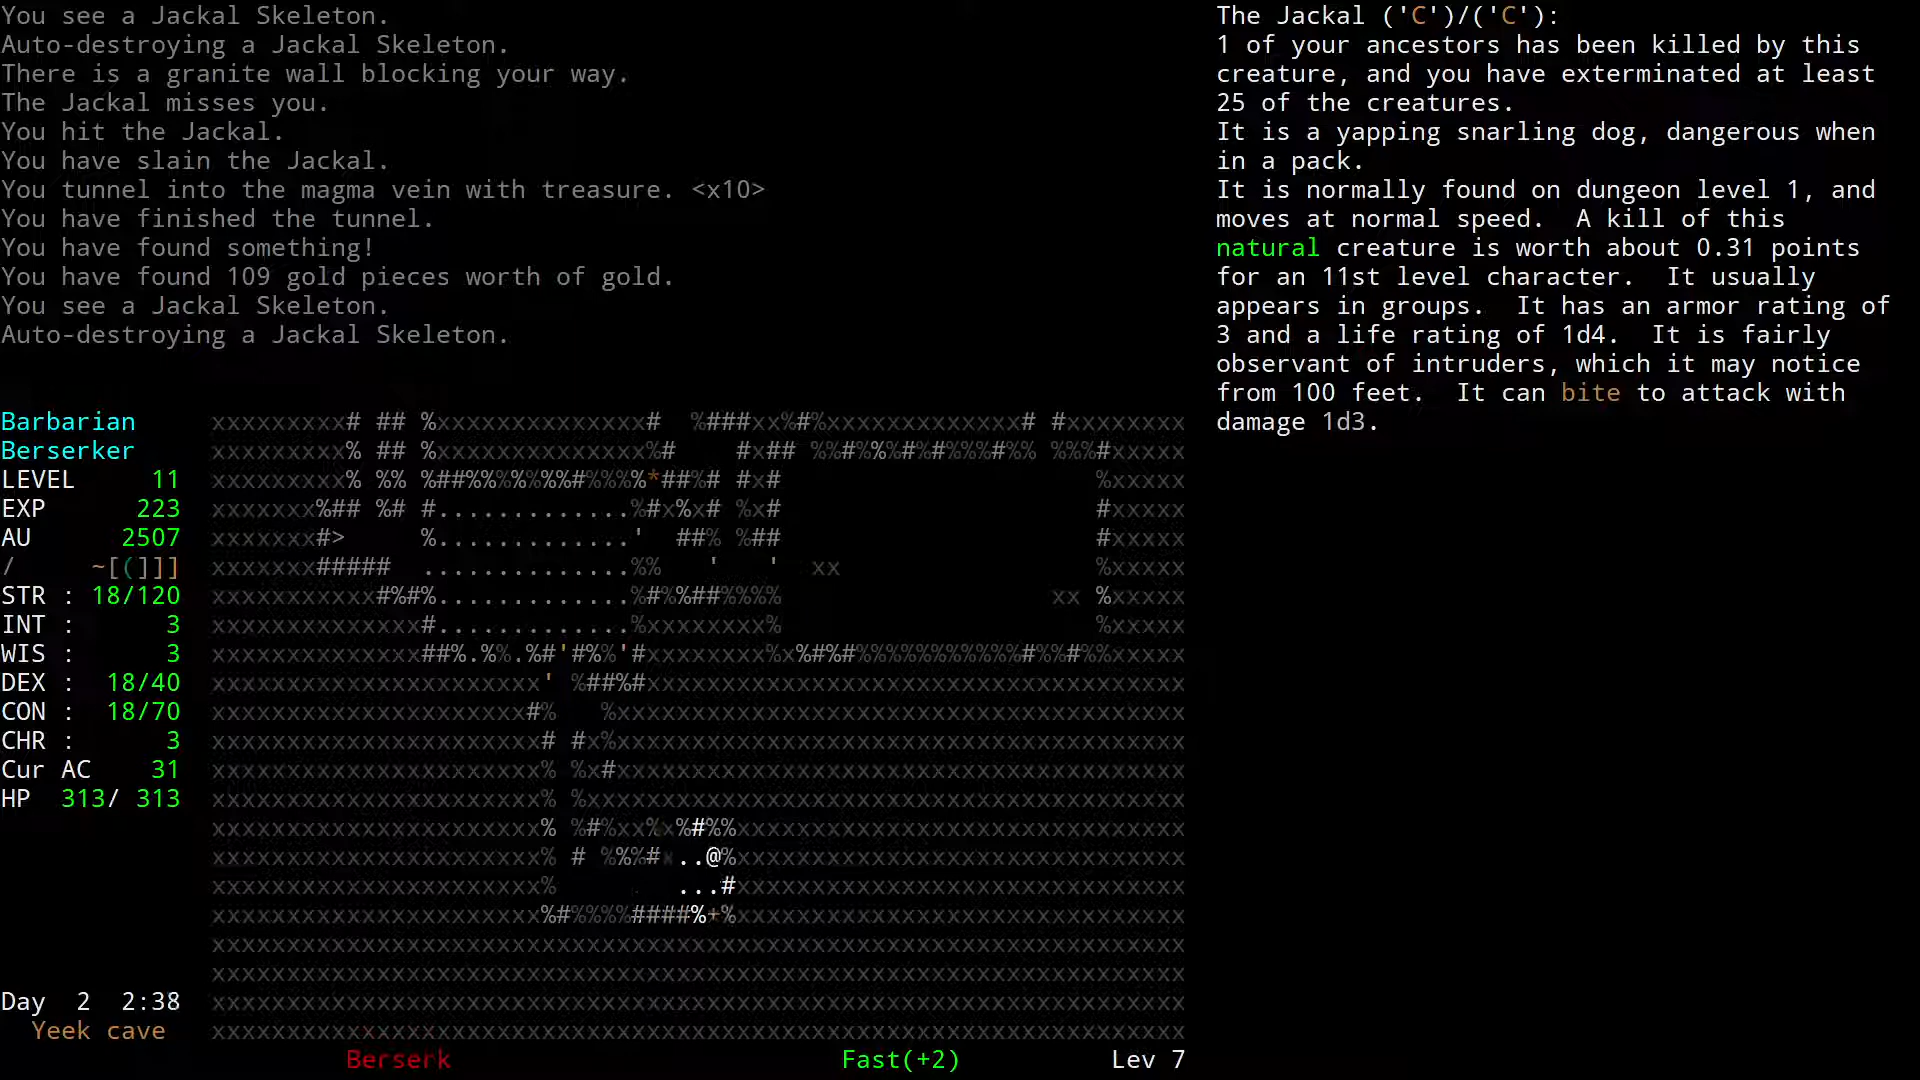 You see a Jackal Skeleton.
Auto-destroying a Jackal Skeleton.
There is a granite wall blocking your way.
The Jackal misses you.
You hit the Jackal.
You have slain the Jackal.
You tunnel into the magma vein with treasure. <x10>
You have finished the tunnel.
You have found something!
You have found 109 gold pieces worth of gold.
You see a Jackal Skeleton.
Auto-destroying a Jackal Skeleton.
The Jackal ('C')/('C'):
1 of your ancestors has been killed by this
creature, and you have exterminated at least
25 of the creatures.
It is a yapping snarling dog, dangerous when
in a pack.
It is normally found on dungeon level 1, and
moves at normal speed.  A kill of this
natural creature is worth about 0.31 points
for an 11st level character.  It usually
appears in groups.  It has an armor rating of
3 and a life rating of 1d4.  It is fairly
observant of intruders, which it may notice
from 100 feet.  It can bite to attack with
damage 1d3.
Barbarian
Berserker
LEVEL 11
EXP 223
AU 2507
/ ~[(]]]
STR : 18/120
INT : 3
WIS : 3
DEX : 18/40
CON : 18/70
CHR : 3
Cur AC 31
HP 313/ 313
Day 2 2:38
Yeek cave
Berserk Fast(+2) Lev 7